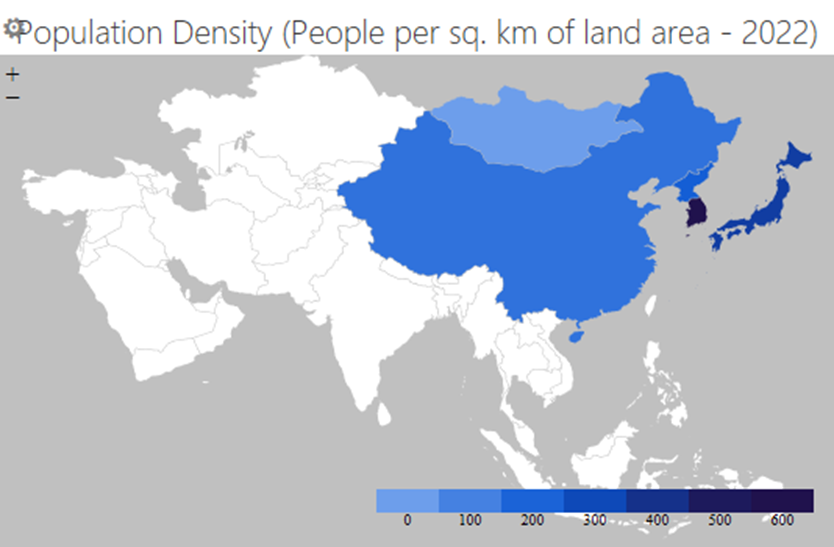 Population Density (People per sq. km of land area - 2022)
+
−
0 100 200 300 400 500 600